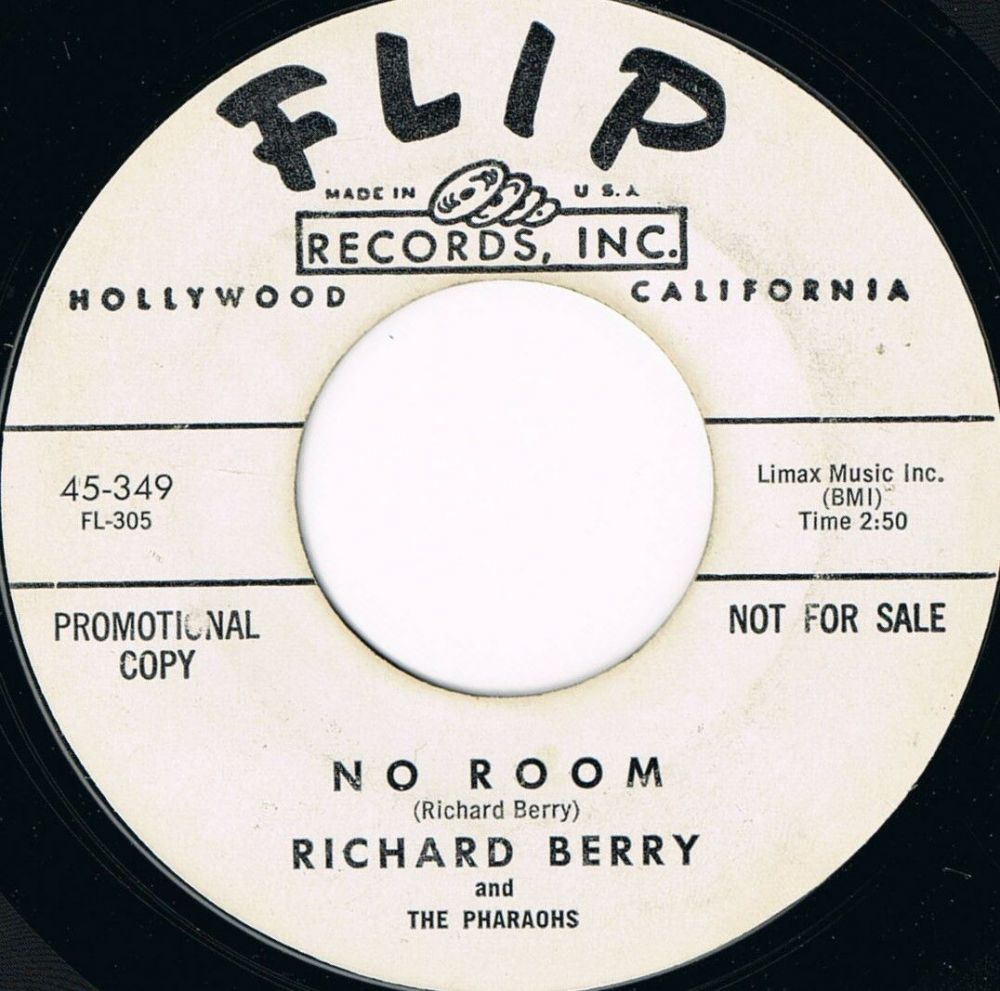 FLIP
MADE IN U.S.A
RECORDS, INC.
HOLLYWOOD CALIFORNIA
45-349
FL-305
Limax Music Inc.
(BMI)
Time 2:50
PROMOTIONAL
COPY
NOT FOR SALE
NO ROOM
(Richard Berry)
RICHARD BERRY
and
THE PHARAOHS